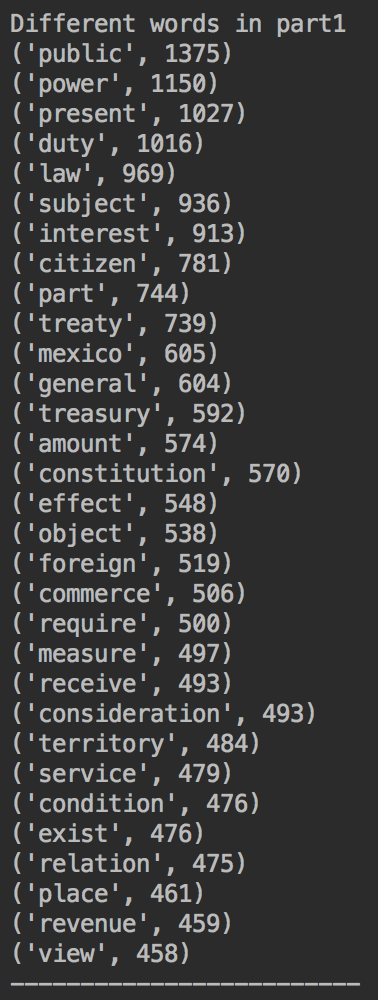 Different words in part1
('public', 1375)
('power', 1150)
('present', 1027)
('duty', 1016)
('law', 969)
('subject', 936)
('interest', 913)
('citizen', 781)
('part', 744)
('treaty', 739)
('mexico', 605)
('general', 604)
('treasury', 592)
('amount', 574)
('constitution', 570)
('effect', 548)
('object', 538)
('foreign', 519)
('commerce', 506)
('require', 500)
('measure', 497)
('receive', 493)
('consideration', 493)
('territory', 484)
('service', 479)
('condition', 476)
('exist', 476)
('relation', 475)
('place', 461)
('revenue', 459)
('view', 458)
-------------------------